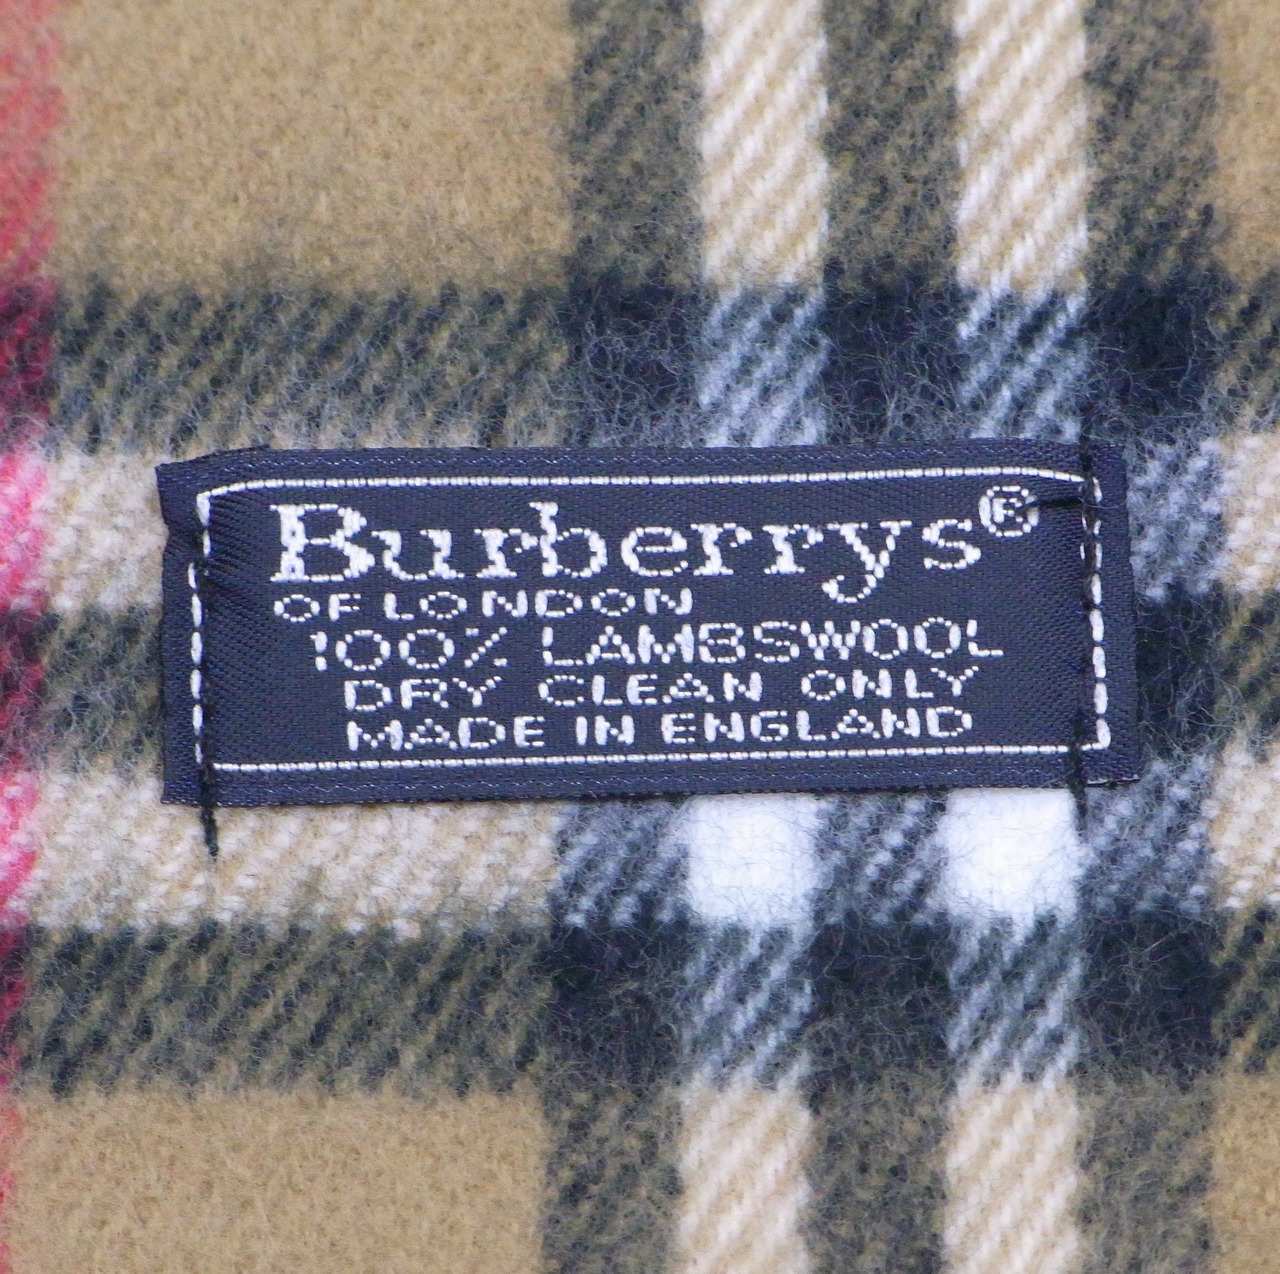 Burberrys®
OF LONDON
100% LAMBSWOOL
DRY CLEAN ONLY
MADE IN ENGLAND